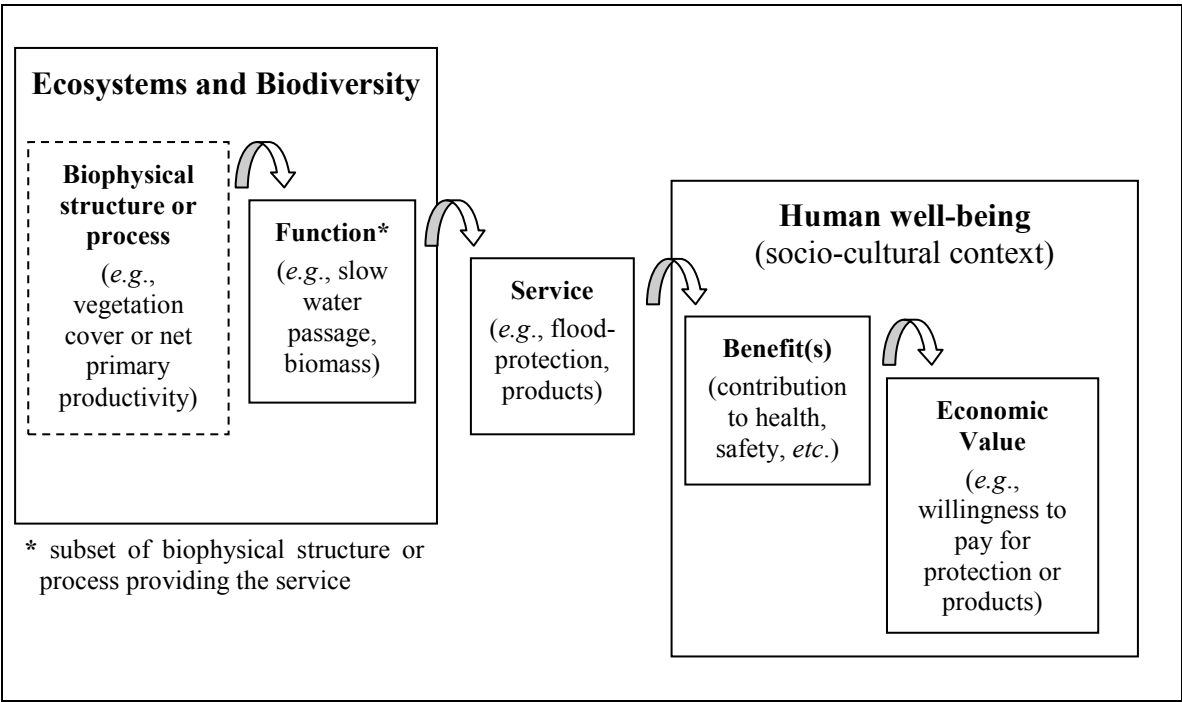 Ecosystems and Biodiversity
Biophysical
structure or
process
(e.g.,
vegetation
cover or net
primary
productivity)
Function*
(e.g., slow
water
passage,
biomass)
Service
(e.g., flood-
protection,
products)
Human well-being
(socio-cultural context)
Benefit(s)
(contribution
to health,
safety, etc.)
Economic
Value
(e.g.,
willingness to
pay for
protection or
products)
* subset of biophysical structure or
process providing the service